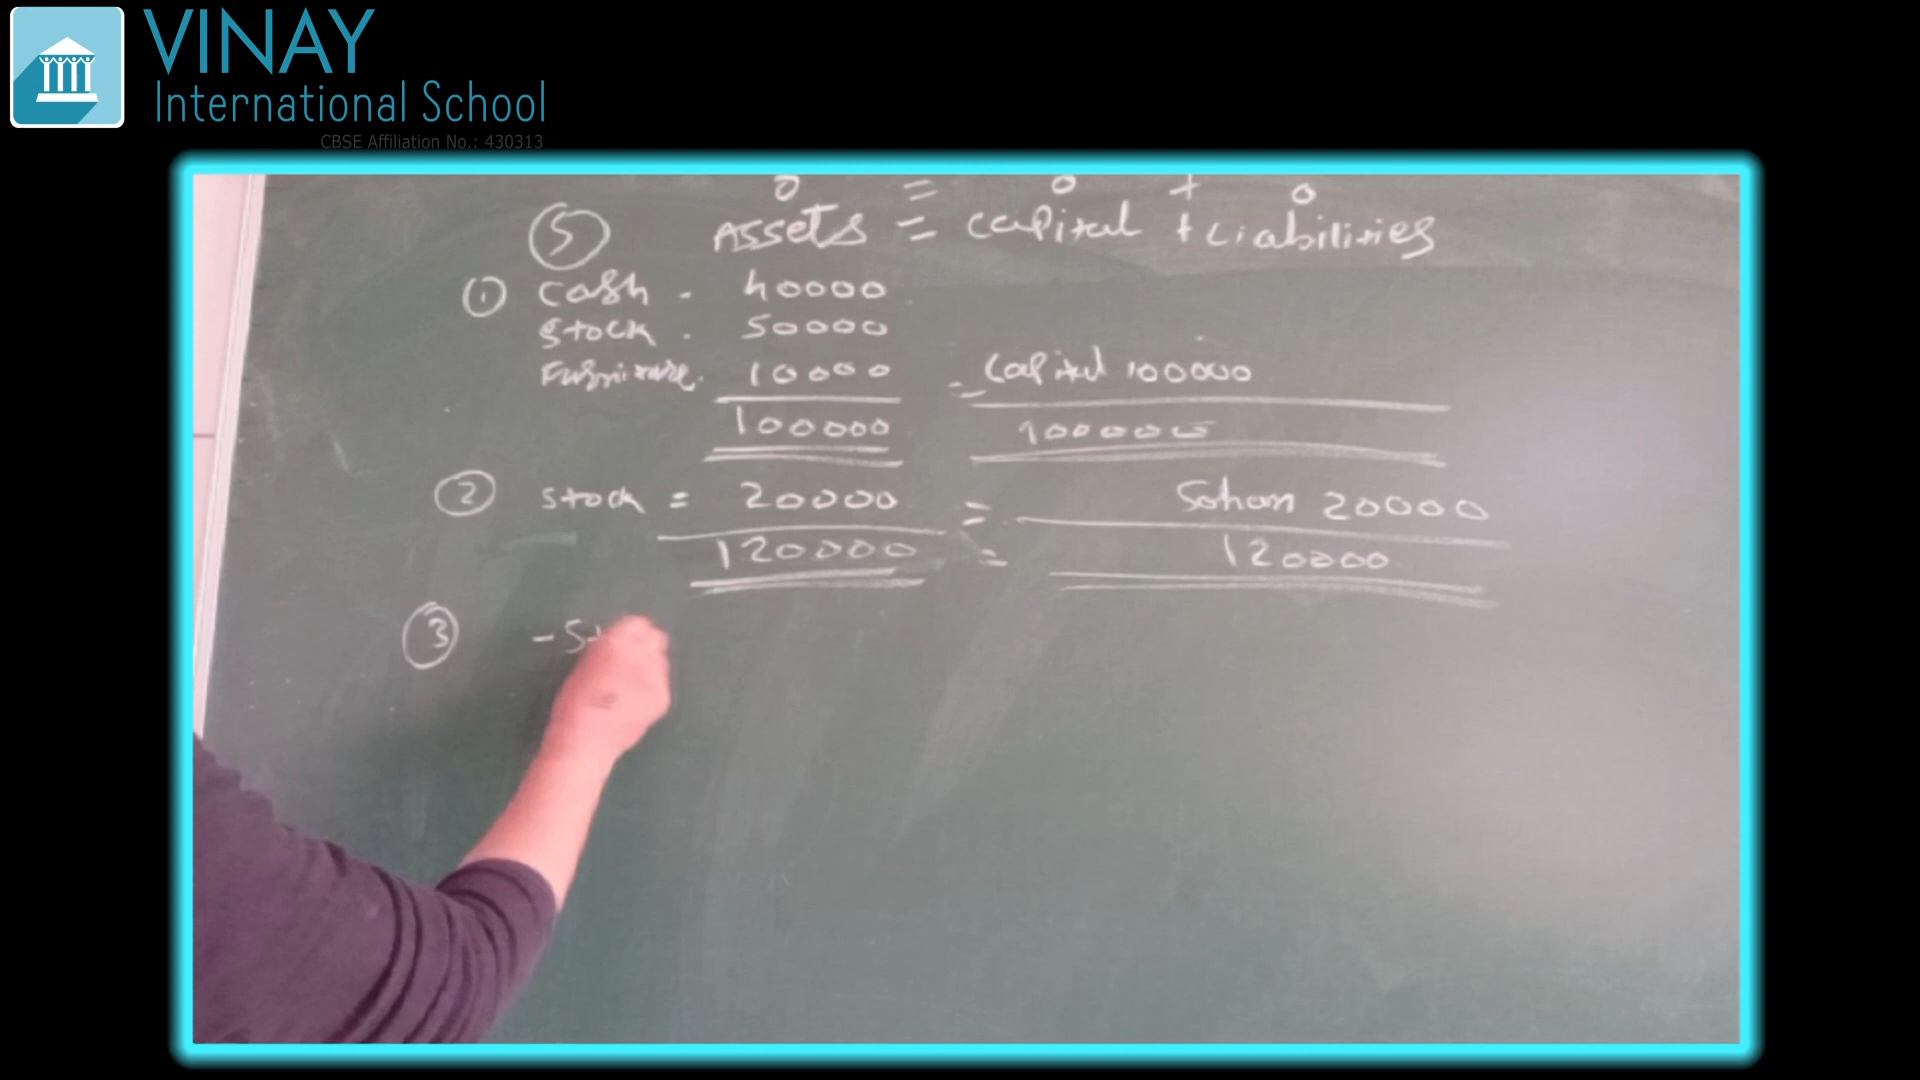 VINAY
International School
CBSE Affiliation No.: 430313
0 = 0 + 0
5 Assets = capital + Liabilities
1 cash - 40000
stock - 50000
Furniture - 10000 = Capital 100000
100000 100000
2 stock = 20000 = Sohan 20000
120000 = 120000
3 - St